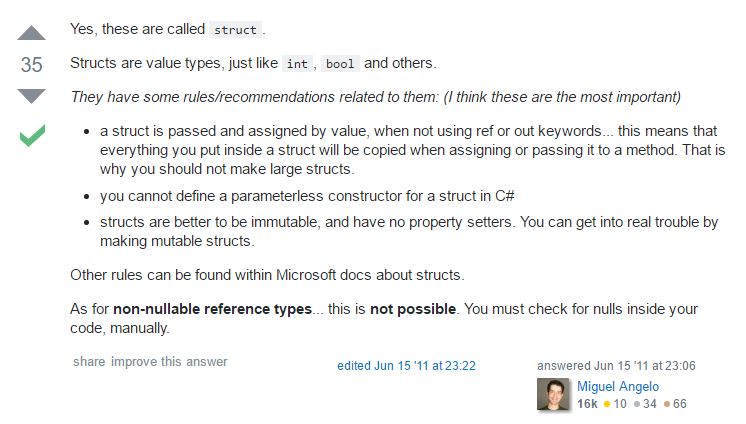 Yes, these are called struct.
35
Structs are value types, just like int, bool and others.
They have some rules/recommendations related to them: (I think these are the most important)
• a struct is passed and assigned by value, when not using ref or out keywords... this means that
everything you put inside a struct will be copied when assigning or passing it to a method. That is
why you should not make large structs.
• you cannot define a parameterless constructor for a struct in C#
• structs are better to be immutable, and have no property setters. You can get into real trouble by
making mutable structs.
Other rules can be found within Microsoft docs about structs.
As for non-nullable reference types... this is not possible. You must check for nulls inside your
code, manually.
share improve this answer
edited Jun 15 '11 at 23:22
answered Jun 15 '11 at 23:06
Miguel Angelo
16k ● 10 ● 34 ● 66